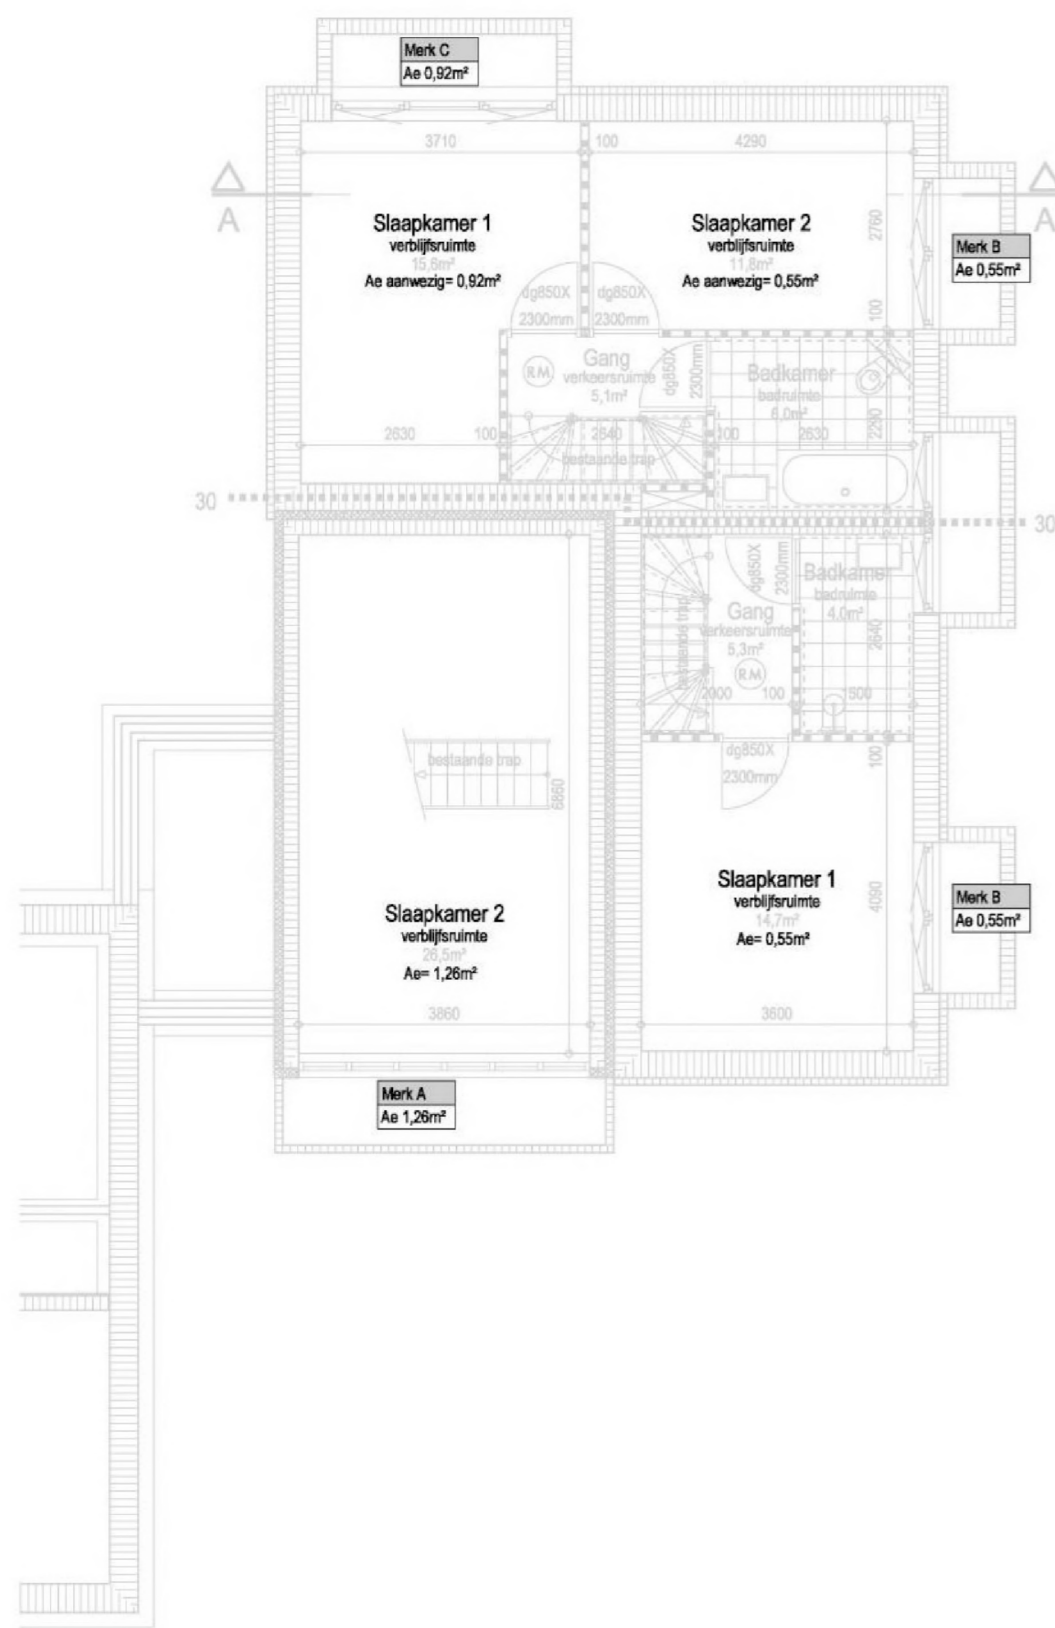 Merk C
Ae 0,92m²
3710
100
4290
A
A
Slaapkamer 1
verblijfsruimte
15,6m²
Ae aanwezig= 0,92m²
Slaapkamer 2
verblijfsruimte
11,8m²
Ae aanwezig= 0,55m²
2760
Merk B
Ae 0,55m²
dg850X
2300mm
dg850X
2300mm
100
RM
Gang
verkeersruimte
5,1m²
dg850X
2300mm
Badkamer
badruimte
6,0m²
2290
2630
100
2640
100
2630
bestaande trap
30
30
dg850X
2300mm
Badkamer
badruimte
4,0m²
bestaande trap
Gang
verkeersruimte
5,3m²
RM
2640
2000
100
1500
dg850X
2300mm
100
bestaande trap
6860
Slaapkamer 1
verblijfsruimte
14,7m²
Ae= 0,55m²
4090
Merk B
Ae 0,55m²
Slaapkamer 2
verblijfsruimte
26,5m²
Ae= 1,26m²
3860
3600
Merk A
Ae 1,26m²